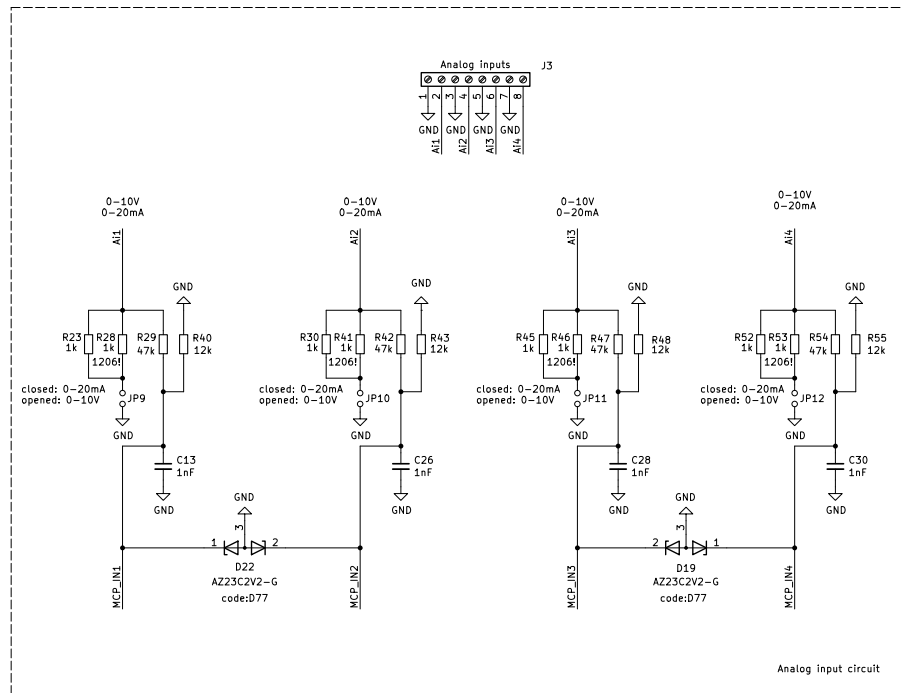 Analog inputs
J3
1 2 3 4 5 6 7 8
GND GND GND GND
Ai1 Ai2 Ai3 Ai4
0-10V
0-20mA
Ai1
GND
R23
1k
R28
1k
1206!
R29
47k
R40
12k
closed: 0-20mA
opened: 0-10V
JP9
GND
C13
1nF
GND
0-10V
0-20mA
Ai2
GND
R30
1k
R41
1k
1206!
R42
47k
R43
12k
closed: 0-20mA
opened: 0-10V
JP10
GND
C26
1nF
GND
GND
1 3 2
D22
AZ23C2V2-G
code:D77
MCP_IN1
MCP_IN2
0-10V
0-20mA
Ai3
GND
R45
1k
R46
1k
1206!
R47
47k
R48
12k
closed: 0-20mA
opened: 0-10V
JP11
GND
C28
1nF
GND
0-10V
0-20mA
Ai4
GND
R52
1k
R53
1k
1206!
R54
47k
R55
12k
closed: 0-20mA
opened: 0-10V
JP12
GND
C30
1nF
GND
GND
2 3 1
D19
AZ23C2V2-G
code:D77
MCP_IN3
MCP_IN4
Analog input circuit